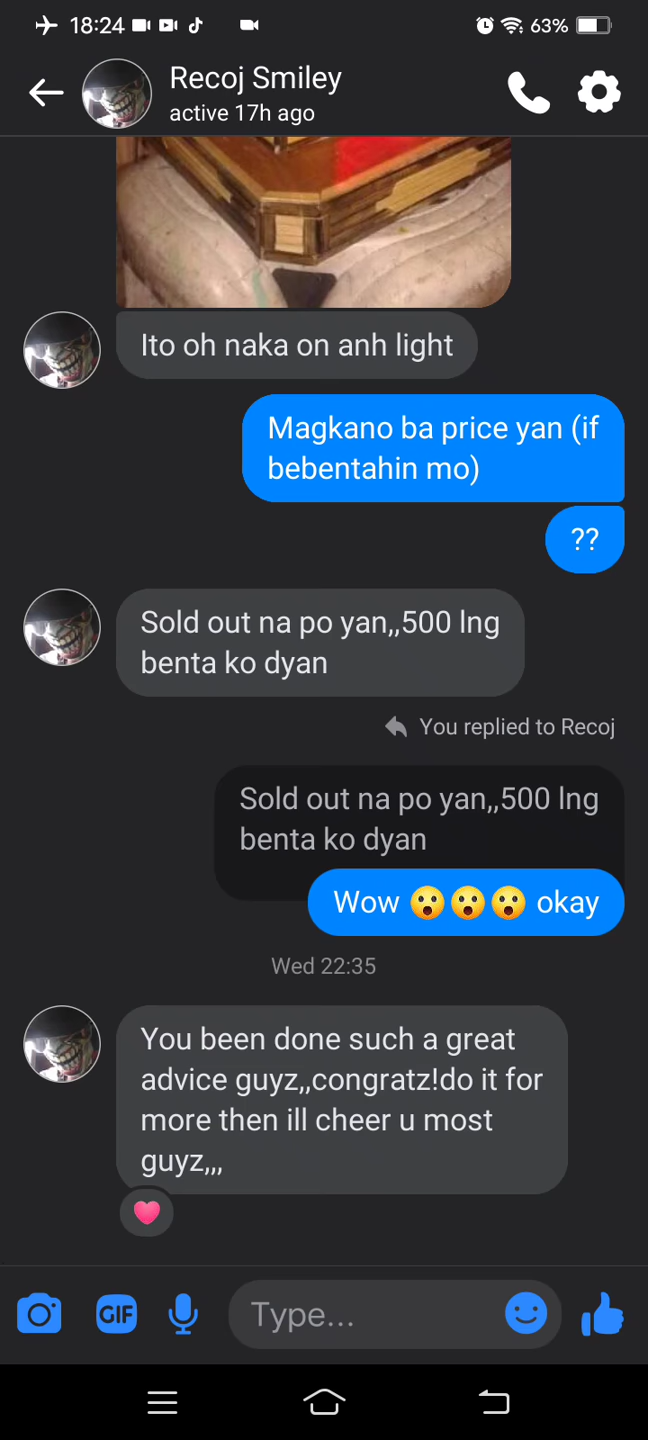 18:24
63%
Recoj Smiley
active 17h ago
Ito oh naka on anh light
Magkano ba price yan (if
bebentahin mo)
??
Sold out na po yan,,500 lng
benta ko dyan
You replied to Recoj
Sold out na po yan,,500 lng
benta ko dyan
Wow 😮😮😮 okay
Wed 22:35
You been done such a great
advice guyz,,congratz!do it for
more then ill cheer u most
guyz,,,
GIF
Type...